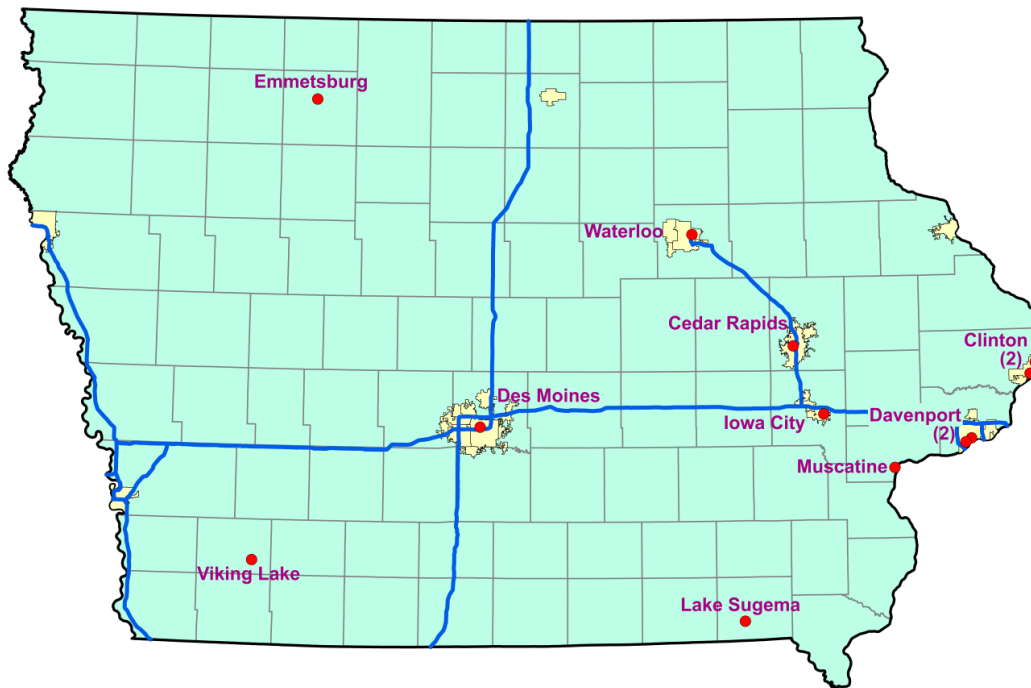 Emmetsburg
Waterloo
Cedar Rapids
Clinton
(2)
Des Moines
Iowa City
Davenport
(2)
Muscatine
Viking Lake
Lake Sugema